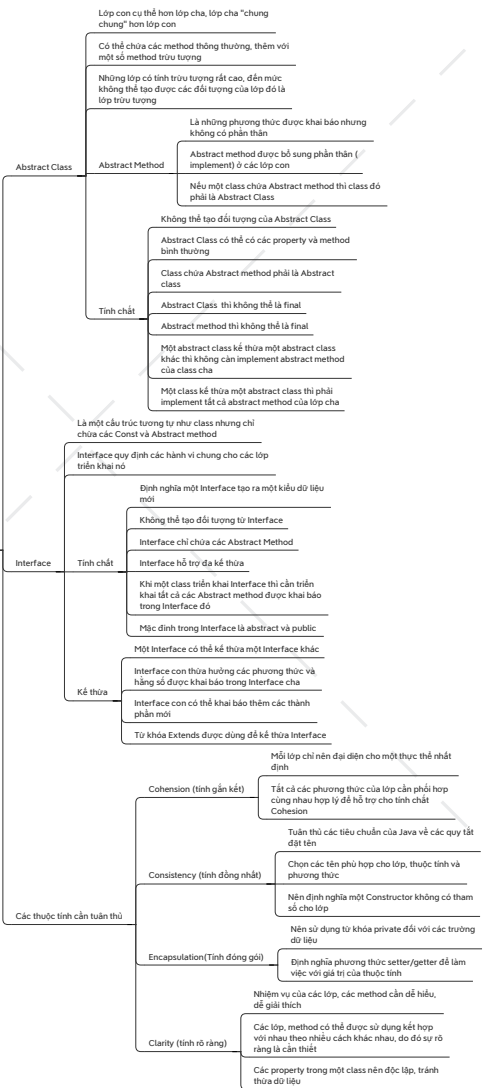 Lớp con cụ thể hơn lớp cha, lớp cha "chung
chung" hơn lớp con
Có thể chứa các method thông thường, thêm với
một số method trừu tượng
Những lớp có tính trừu tượng rất cao, đến mức
không thể tạo được các đối tượng của lớp đó là
lớp trừu tượng
Abstract Class
Abstract Method
Là những phương thức được khai báo nhưng
không có phần thân
Abstract method được bổ sung phần thân (
implement) ở các lớp con
Nếu một class chứa Abstract method thì class đó
phải là Abstract Class
Tính chất
Không thể tạo đối tượng của Abstract Class
Abstract Class có thể có các property và method
bình thường
Class chứa Abstract method phải là Abstract
class
Abstract Class thì không thể là final
Abstract method thì không thể là final
Một abstract class kế thừa một abstract class
khác thì không càn implement abstract method
của class cha
Một class kế thừa một abstract class thì phải
implement tất cả abstract method của lớp cha
Là một cấu trúc tương tự như class nhưng chỉ
chứa các Const và Abstract method
Interface quy định các hành vi chung cho các lớp
triển khai nó
Interface
Tính chất
Định nghĩa một Interface tạo ra một kiểu dữ liệu
mới
Không thể tạo đối tượng từ Interface
Interface chỉ chứa các Abstract Method
Interface hỗ trợ đa kế thừa
Khi một class triển khai Interface thì cần triển
khai tất cả các Abstract method được khai báo
trong Interface đó
Mặc đinh trong Interface là abstract và public
Kế thừa
Một Interface có thể kế thừa một Interface khác
Interface con thừa hưởng các phương thức và
hằng số được khai báo trong Interface cha
Interface con có thể khai báo thêm các thành
phần mới
Từ khóa Extends được dùng để kế thừa Interface
Các thuộc tính cần tuân thủ
Cohension (tính gắn kết)
Mỗi lớp chỉ nên đại diện cho một thực thể nhất
định
Tất cả các phương thức của lớp cần phối hợp
cùng nhau hợp lý để hỗ trợ cho tính chất
Cohesion
Consistency (tính đồng nhất)
Tuân thủ các tiêu chuẩn của Java về các quy tắt
đặt tên
Chọn các tên phù hợp cho lớp, thuộc tính và
phương thức
Nên định nghĩa một Constructor không có tham
số cho lớp
Encapsulation(Tính đóng gói)
Nên sử dụng từ khóa private đối với các trường
dữ liệu
Định nghĩa phương thức setter/getter để làm
việc với giá trị của thuộc tính
Clarity (tính rõ ràng)
Nhiệm vụ của các lớp, các method cần dễ hiểu,
dễ giải thích
Các lớp, method có thể được sử dụng kết hợp
với nhau theo nhiều cách khác nhau, do đó sự rõ
ràng là cần thiết
Các property trong một class nên độc lập, tránh
thừa dữ liệu